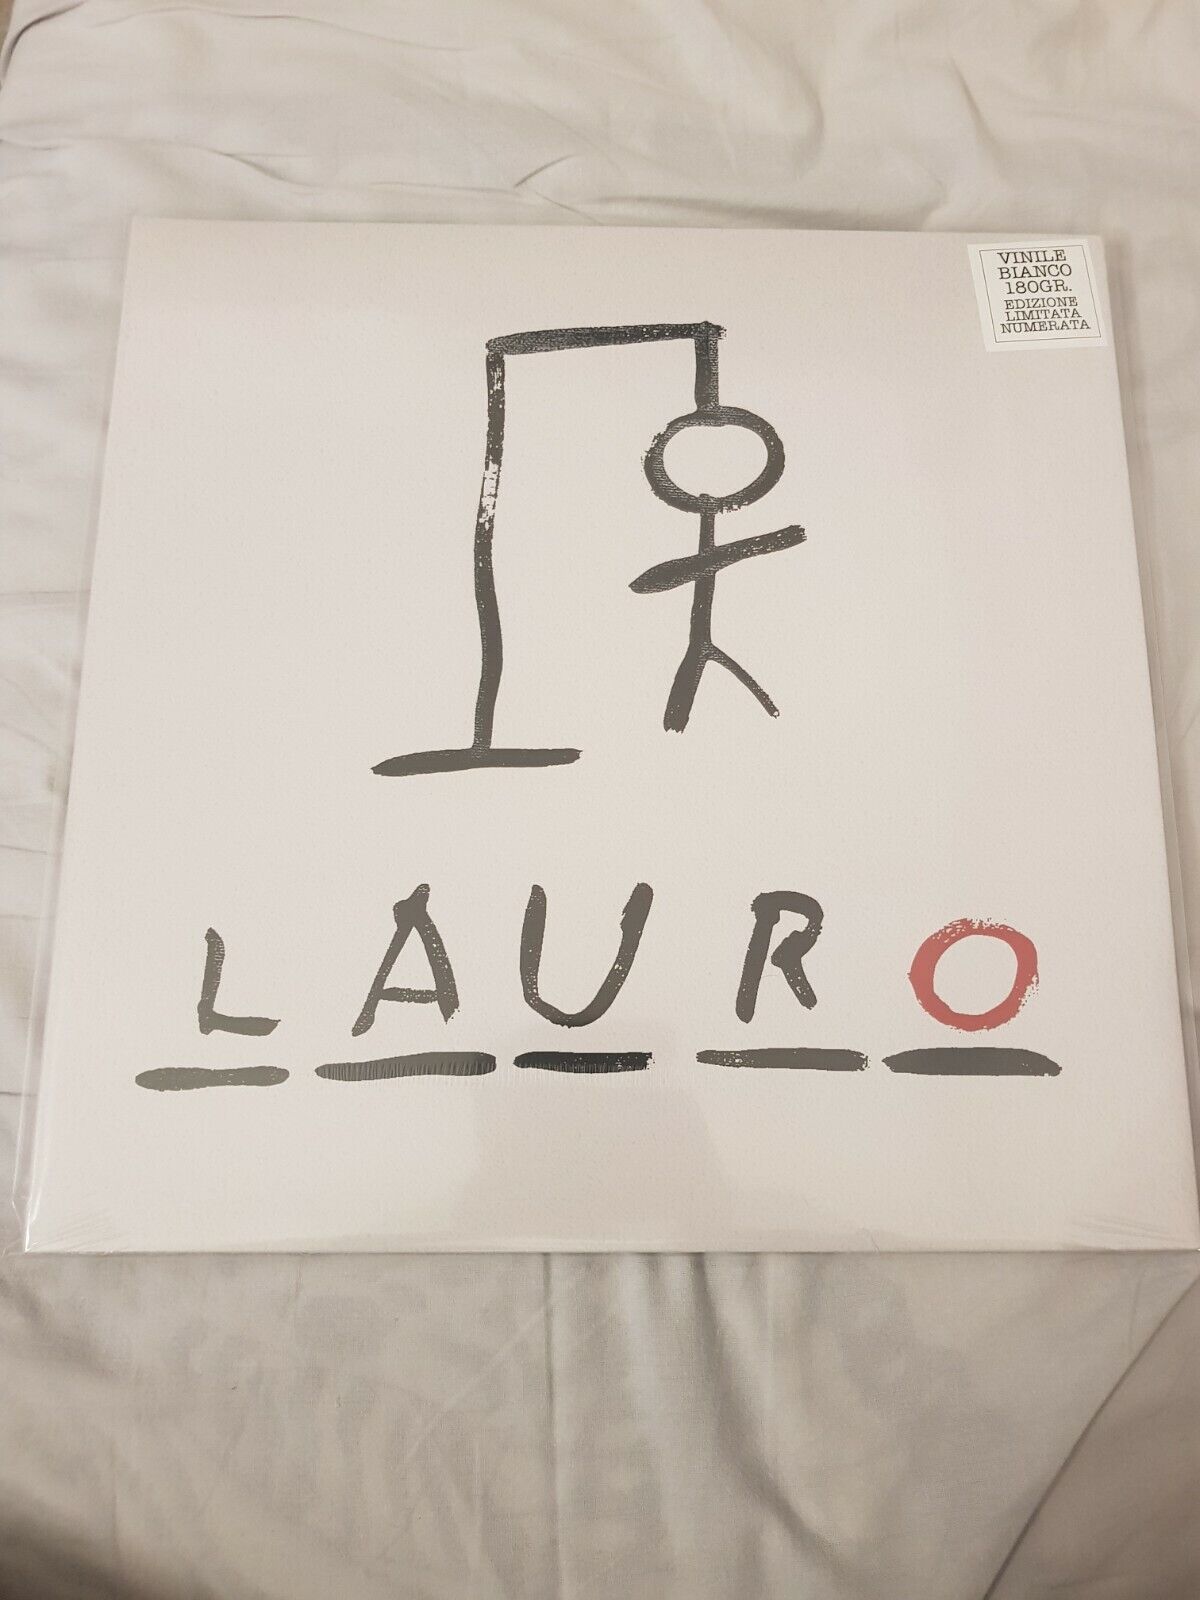 VINILE
BIANCO
180GR.
EDIZIONE
LIMITATA
NUMERATA
LAURO